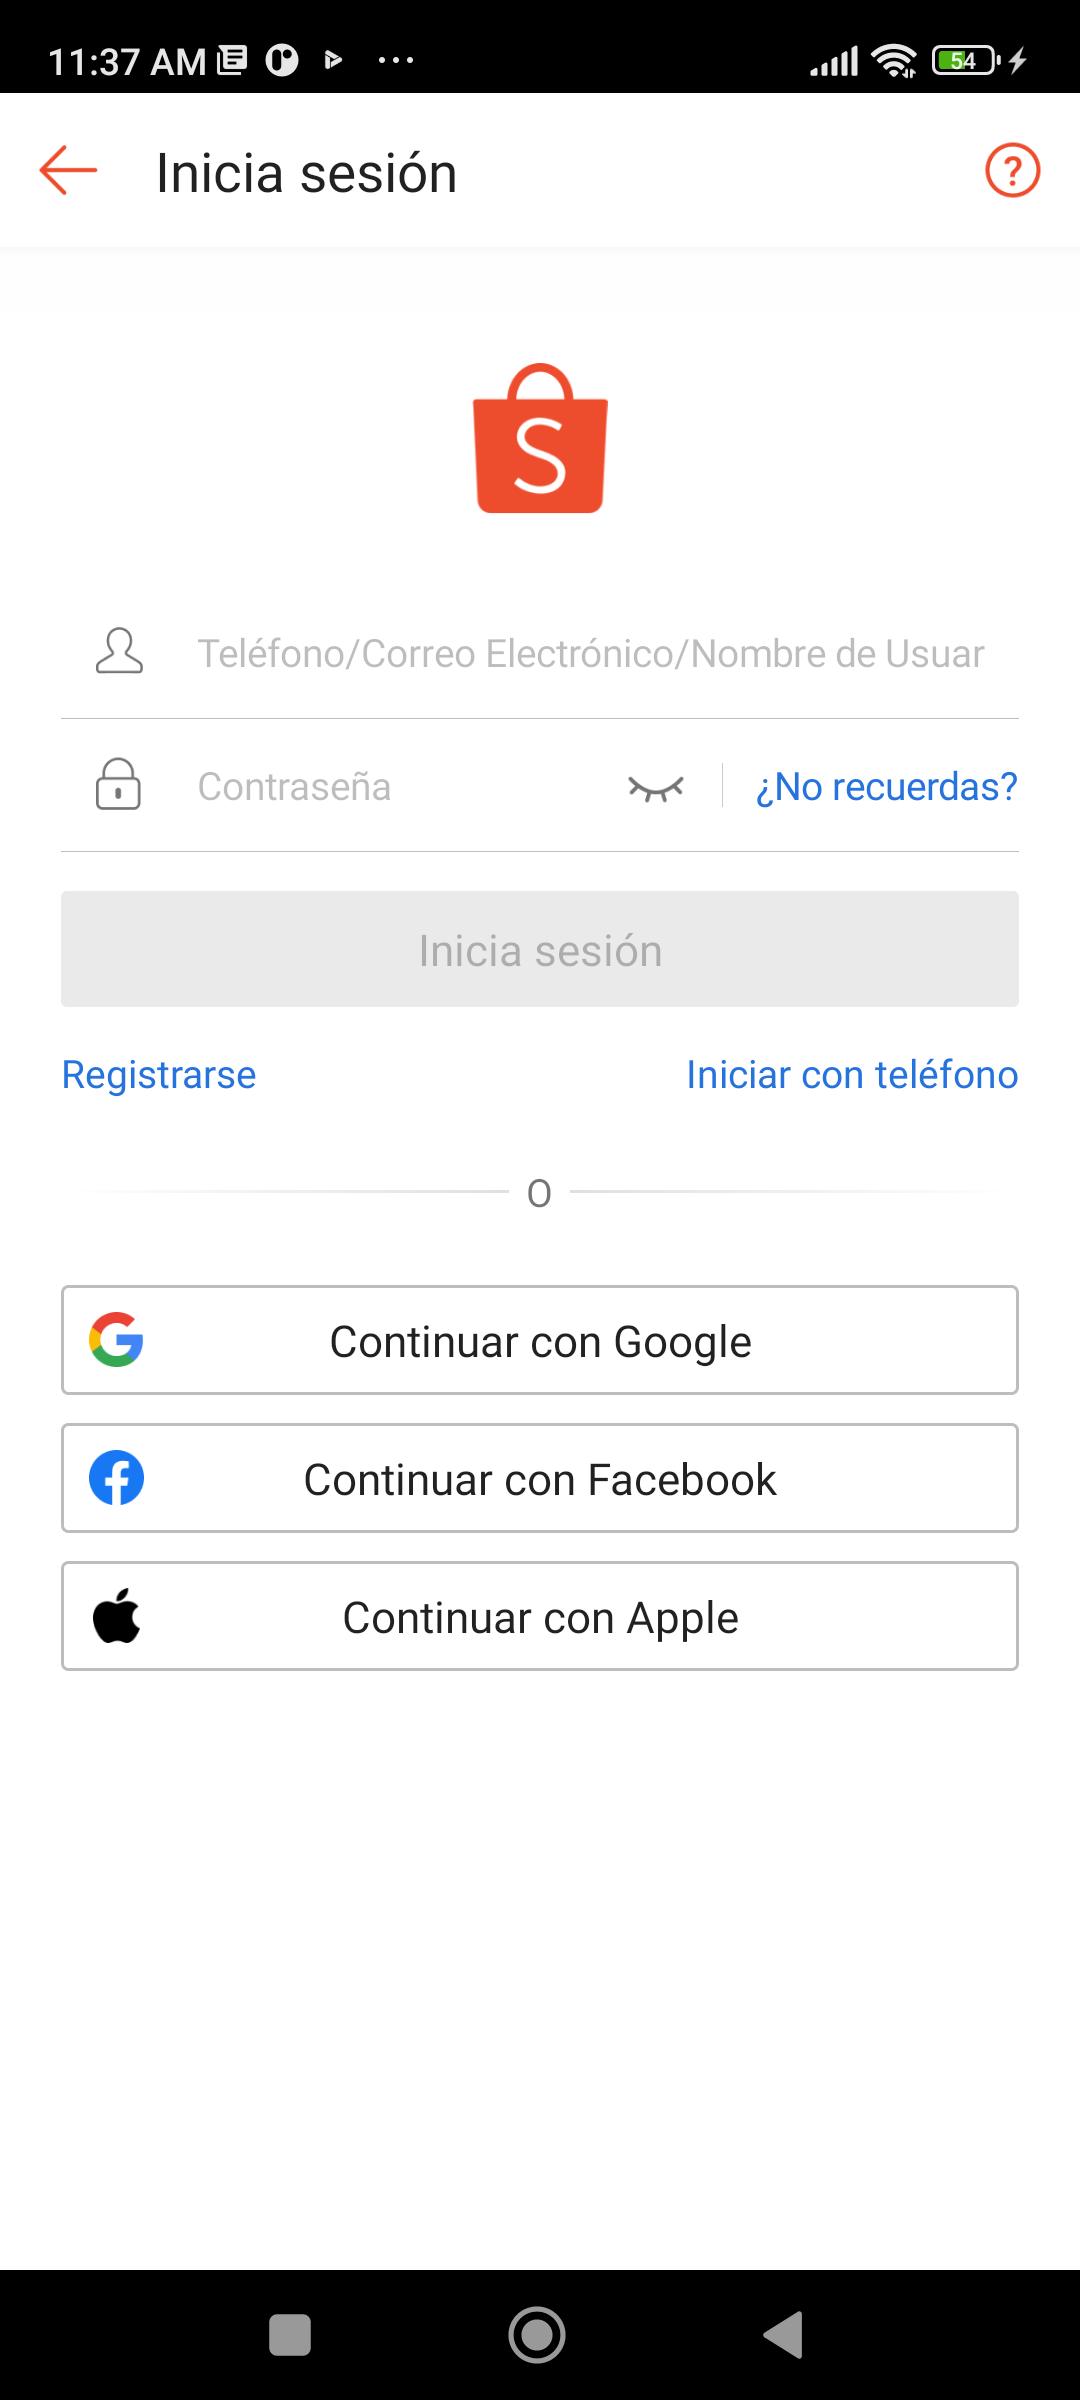 11:37 AM
54
Inicia sesión
?
S
Teléfono/Correo Electrónico/Nombre de Usuar
Contraseña
¿No recuerdas?
Inicia sesión
Registrarse
Iniciar con teléfono
O
Continuar con Google
Continuar con Facebook
Continuar con Apple